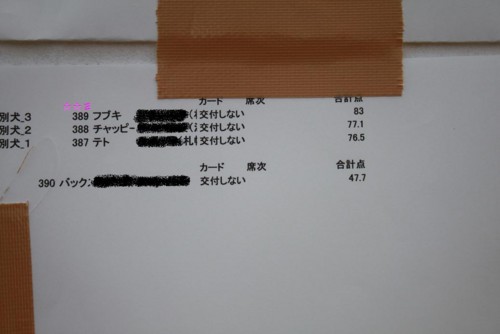 カード 席次 合計点
別犬_3 389 フブキ 交付しない 83
別犬_2 388 チャッピー 交付しない 77.1
別犬_1 387 テト 札 交付しない 76.5
カード 席次 合計点
390 バック 交付しない 47.7